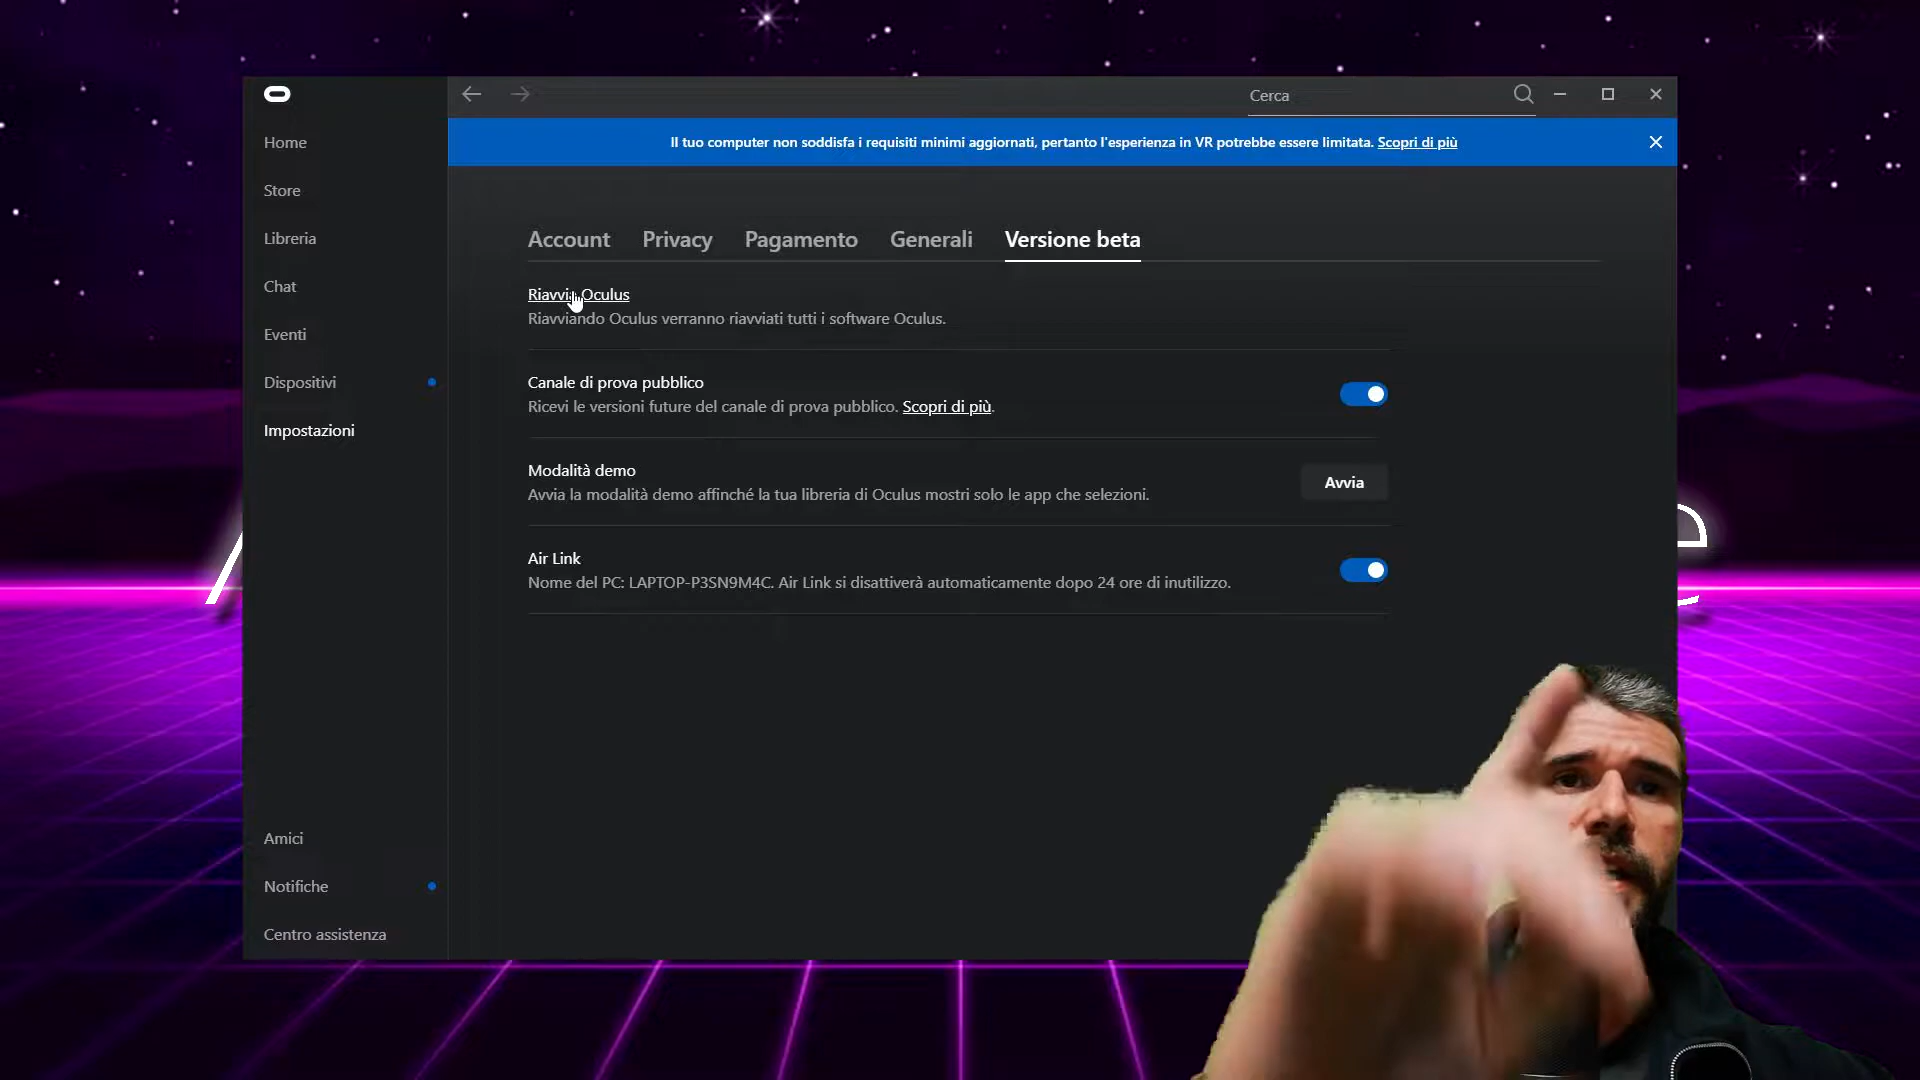 Cerca
Home
Store
Libreria
Chat
Eventi
Dispositivi
Impostazioni
Amici
Notifiche
Centro assistenza
Il tuo computer non soddisfa i requisiti minimi aggiornati, pertanto l'esperienza in VR potrebbe essere limitata. Scopri di più
Account Privacy Pagamento Generali Versione beta
Riavvia Oculus
Riavviando Oculus verranno riavviati tutti i software Oculus.
Canale di prova pubblico
Ricevi le versioni future del canale di prova pubblico. Scopri di più.
Modalità demo
Avvia la modalità demo affinché la tua libreria di Oculus mostri solo le app che selezioni.
Avvia
Air Link
Nome del PC: LAPTOP-P3SN9M4C. Air Link si disattiverà automaticamente dopo 24 ore di inutilizzo.